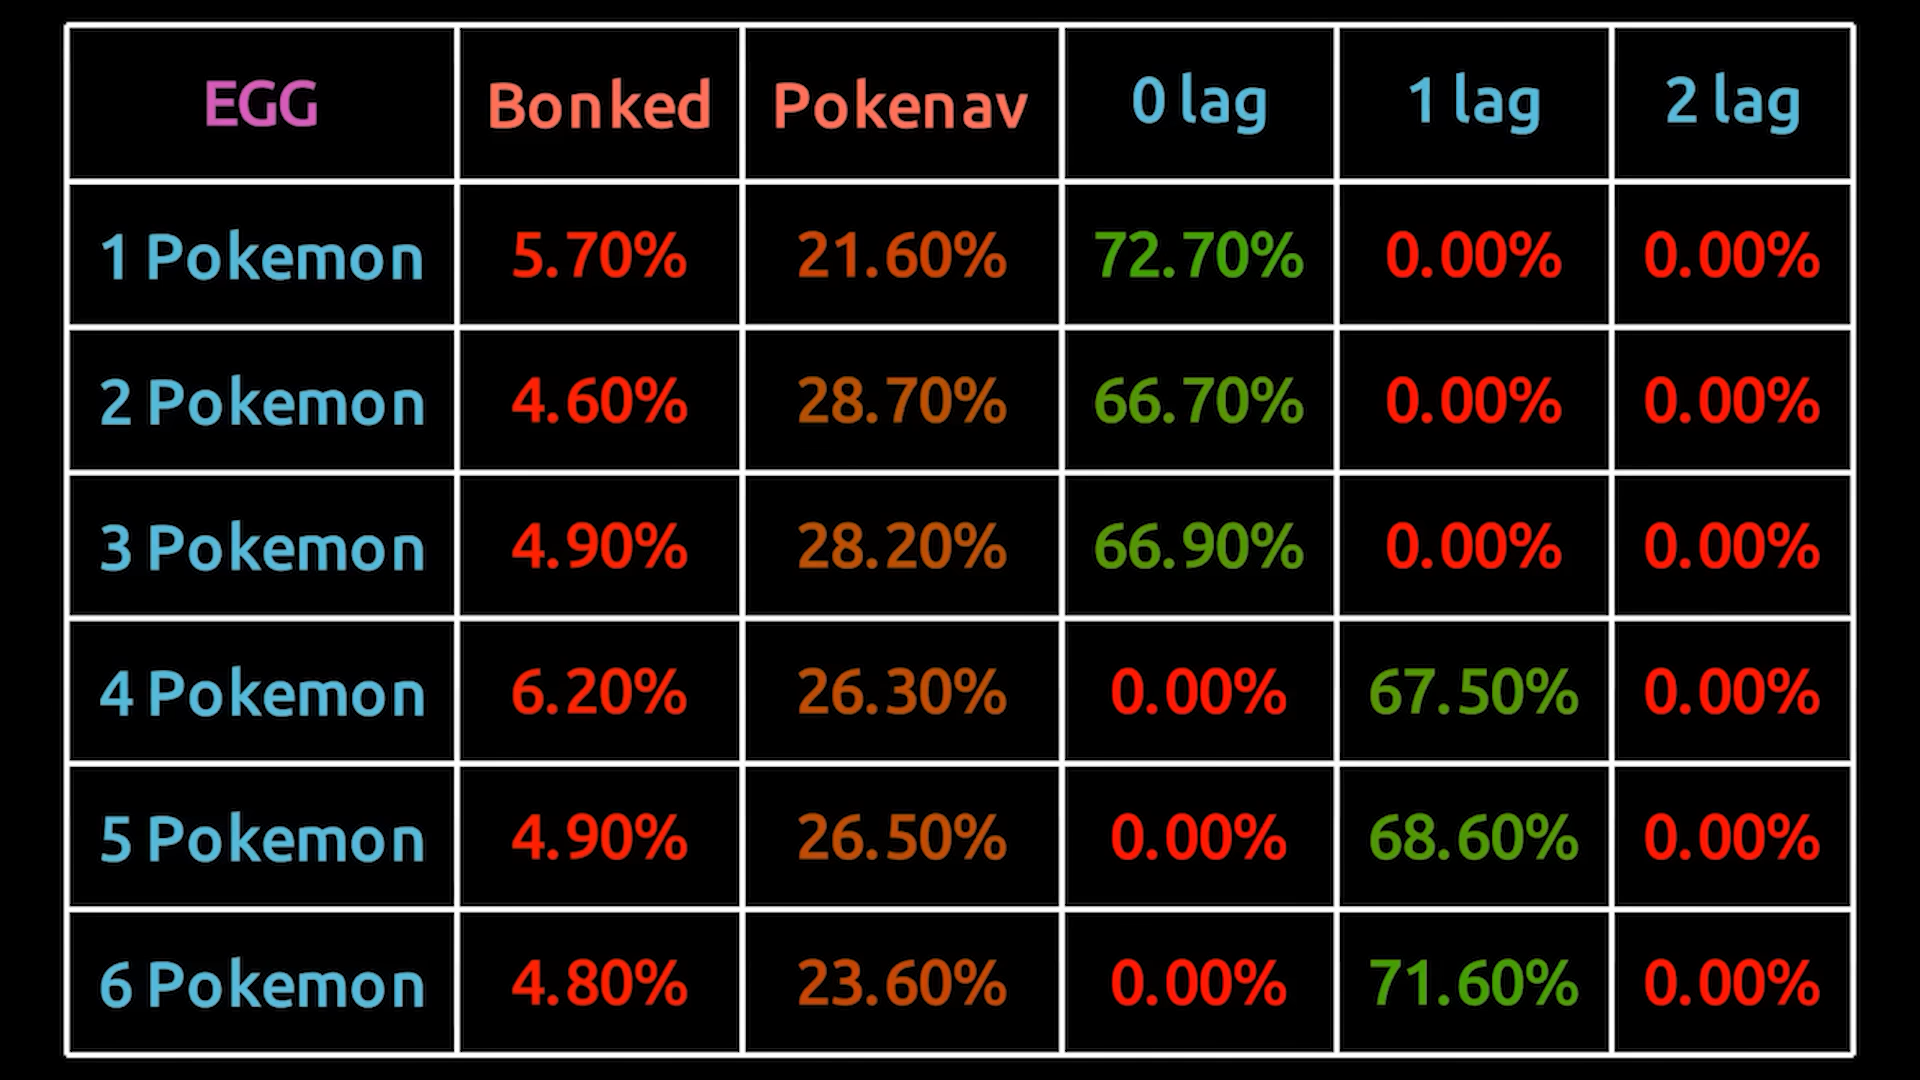 EGG Bonked Pokenav 0 lag 1 lag 2 lag
1 Pokemon 5.70% 21.60% 72.70% 0.00% 0.00%
2 Pokemon 4.60% 28.70% 66.70% 0.00% 0.00%
3 Pokemon 4.90% 28.20% 66.90% 0.00% 0.00%
4 Pokemon 6.20% 26.30% 0.00% 67.50% 0.00%
5 Pokemon 4.90% 26.50% 0.00% 68.60% 0.00%
6 Pokemon 4.80% 23.60% 0.00% 71.60% 0.00%